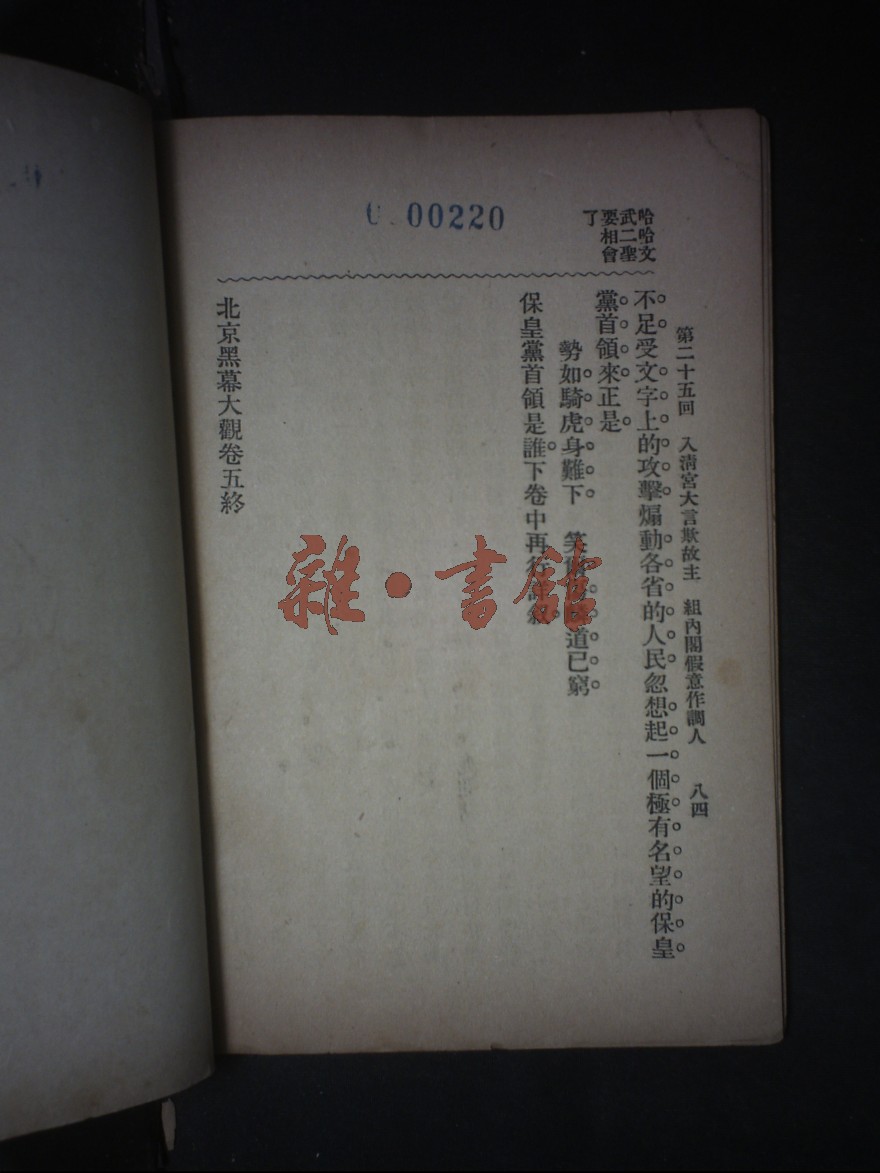 第二十五回 入清宮大言欺故主 組內閣假意作調人 八四
哈哈文
武二聖
要相會
了
不足受文字上的攻擊煽動各省的人民忽想起一個極有名望的保皇
黨首領來正是
勢如騎虎身難下 笑 道已窮
保皇黨首領是誰下卷中再行
北京黑幕大觀卷五終
00220
雜·書館